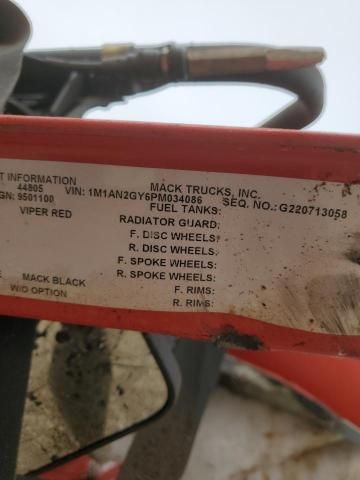 T INFORMATION MACK TRUCKS, INC.
44805 VIN: 1M1AN2GY6PM034086 SEQ. NO.: G220713058
GN: 9501100 FUEL TANKS:
VIPER RED RADIATOR GUARD:
F. DISC WHEELS:
R. DISC WHEELS:
F. SPOKE WHEELS:
MACK BLACK R. SPOKE WHEELS:
W/O OPTION F. RIMS:
R. RIMS: